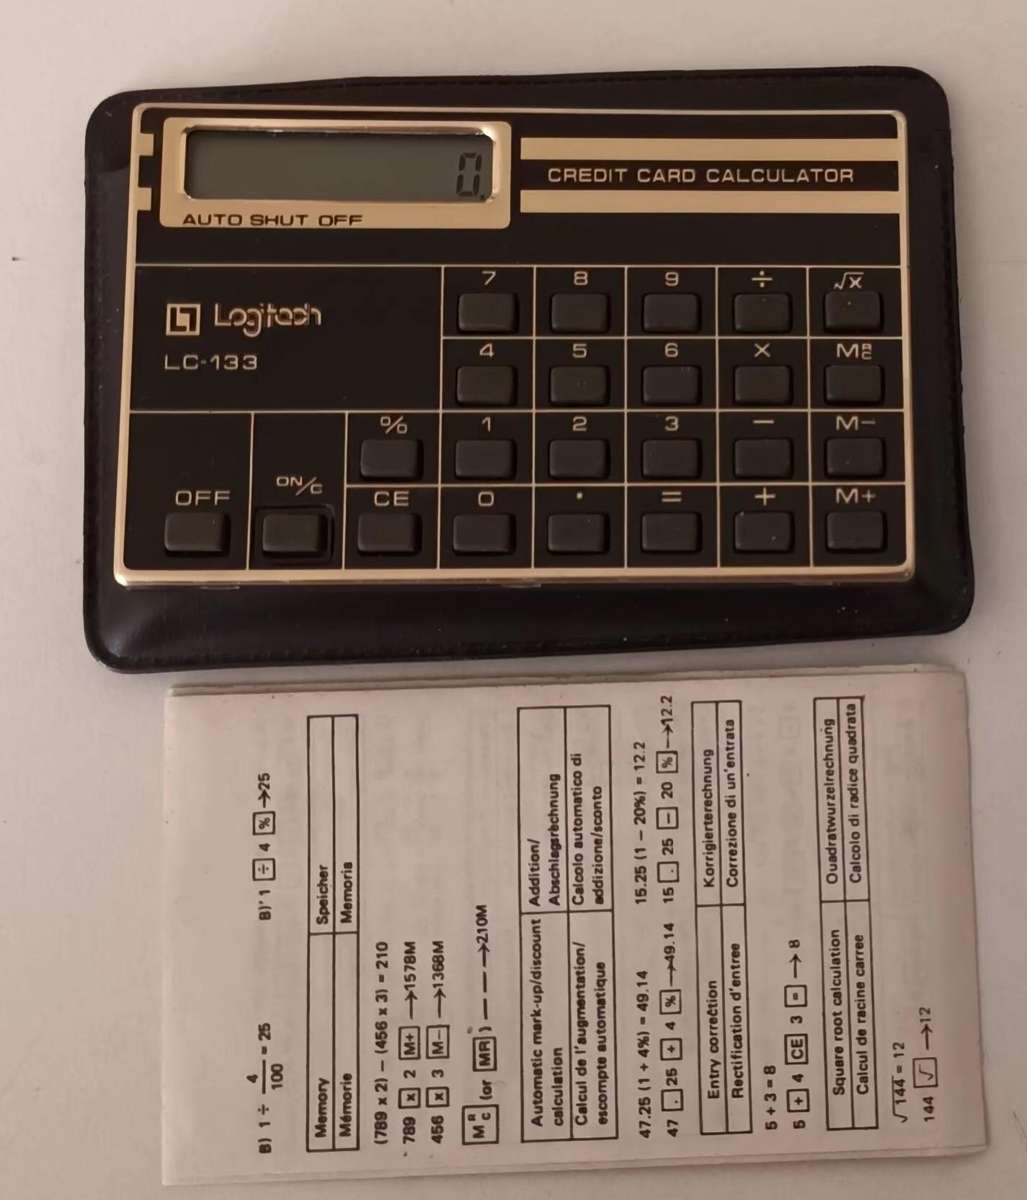 0.
CREDIT CARD CALCULATOR
AUTO SHUT OFF
Logitech
LC-133
7 8 9 ÷ √x
4 5 6 × MRC
% 1 2 3 − M−
OFF ON/C CE 0 . = + M+
B) 1 ÷ 4/100 = 25 B)' 1 ÷ 4 % →25
Memory Speicher
Mémorie Memoria
(789 x 2) − (456 x 3) = 210
789 x 2 M+ →1578M
456 x 3 M− →1368M
MRC (or MR) — — →210M
Automatic mark-up/discount Addition/
calculation Abschlagsrechnung
Calcul de l'augmentation/ Calcolo automatico di
escompte automatique addizione/sconto
47.25 (1 + 4%) = 49.14 15.25 (1 − 20%) = 12.2
47 . 25 + 4 % →49.14 15 . 25 − 20 % →12.2
Entry correction Korrigierterechnung
Rectification d'entree Correzione di un'entrata
5 + 3 = 8
5 + 4 CE 3 = → 8
Square root calculation Quadratwurzelrechnung
Calcul de racine carree Calcolo di radice quadrata
√144 = 12
144 √ →12